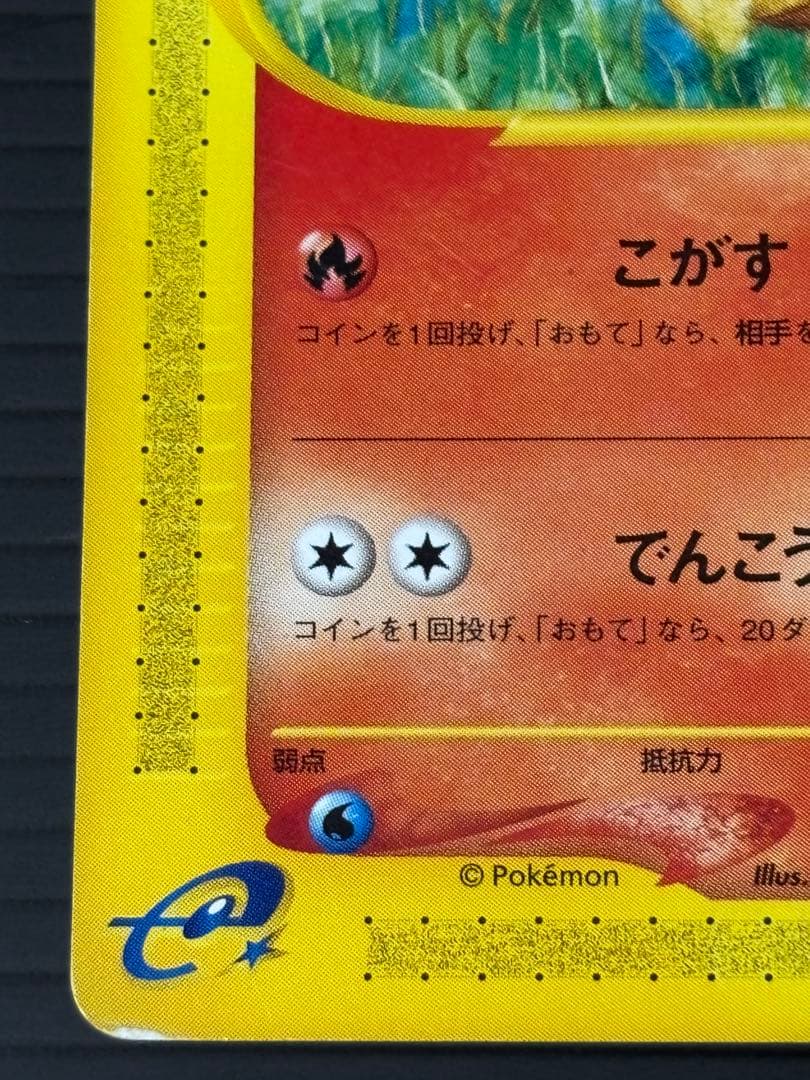 こがす
コインを1回投げ、「おもて」なら、相手を
でんこう
コインを1回投げ、「おもて」なら、20ダ
弱点 抵抗力
© Pokémon Illus.
e